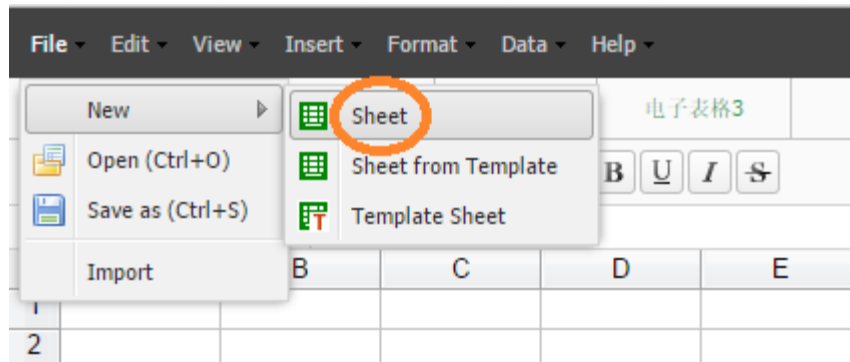 File Edit View Insert Format Data Help
New Sheet 电子表格3
Open (Ctrl+O) Sheet from Template B U I S
Save as (Ctrl+S) Template Sheet
Import B C D E
1
2